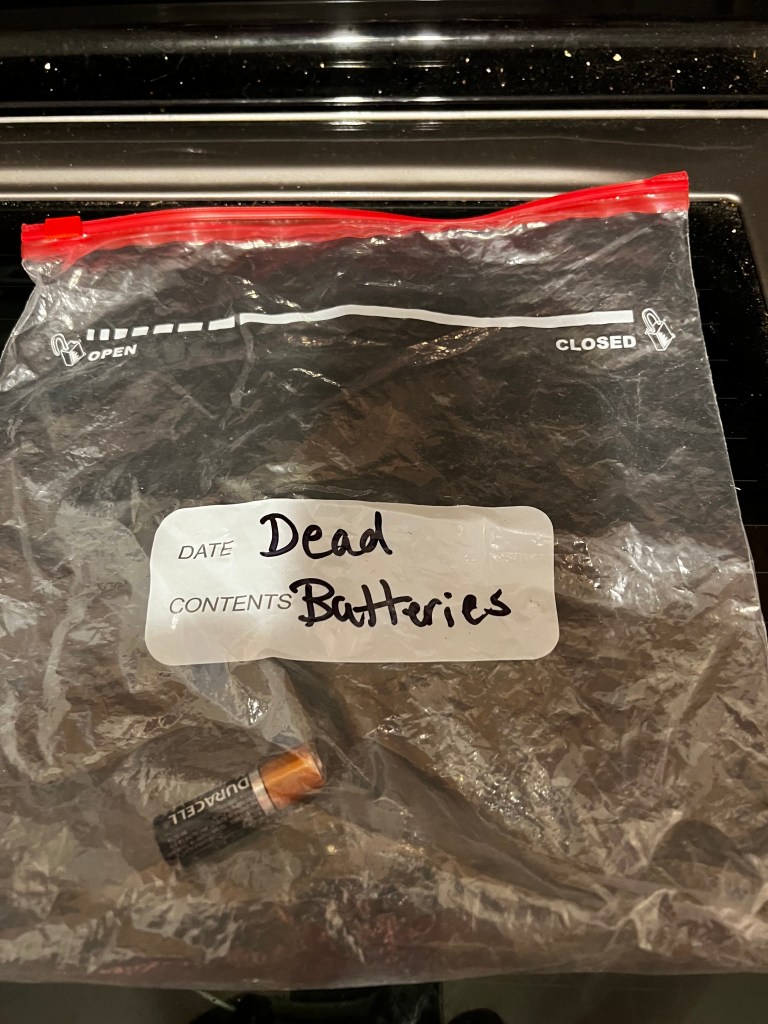 OPEN
CLOSED
DATE Dead
CONTENTS Batteries
DURACELL